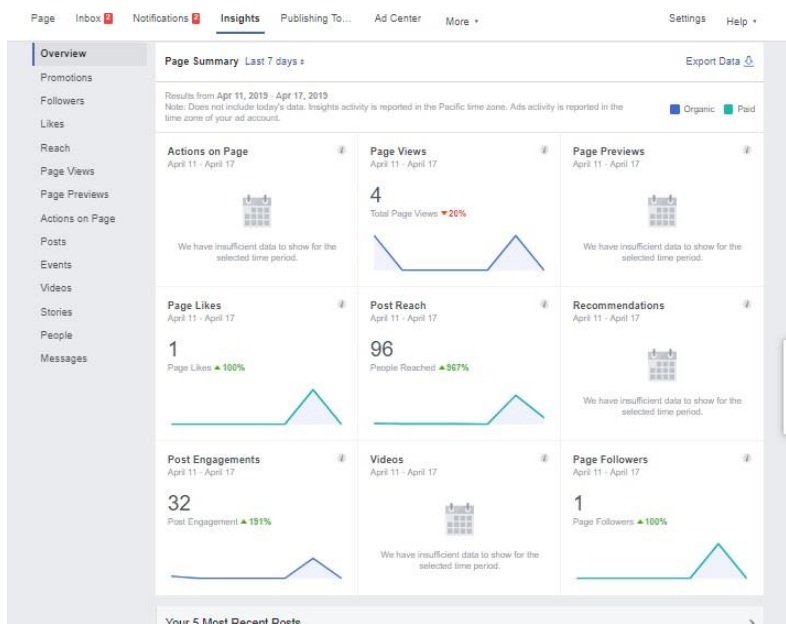 Page Inbox 2 Notifications 2 Insights Publishing To... Ad Center More Settings Help
Overview
Promotions
Followers
Likes
Reach
Page Views
Page Previews
Actions on Page
Posts
Events
Videos
Stories
People
Messages
Page Summary Last 7 days Export Data
Results from Apr 11, 2019 - Apr 17, 2019
Note: Does not include today's data. Insights activity is reported in the Pacific time zone. Ads activity is reported in the
time zone of your ad account.
Organic Paid
Actions on Page i
April 11 - April 17
We have insufficient data to show for the
selected time period.
Page Views i
April 11 - April 17
4
Total Page Views ▼20%
Page Previews i
April 11 - April 17
We have insufficient data to show for the
selected time period.
Page Likes i
April 11 - April 17
1
Page Likes ▲100%
Post Reach i
April 11 - April 17
96
People Reached ▲967%
Recommendations i
April 11 - April 17
We have insufficient data to show for the
selected time period.
Post Engagements i
April 11 - April 17
32
Post Engagement ▲191%
Videos i
April 11 - April 17
We have insufficient data to show for the
selected time period.
Page Followers i
April 11 - April 17
1
Page Followers ▲100%
Your 5 Most Recent Posts